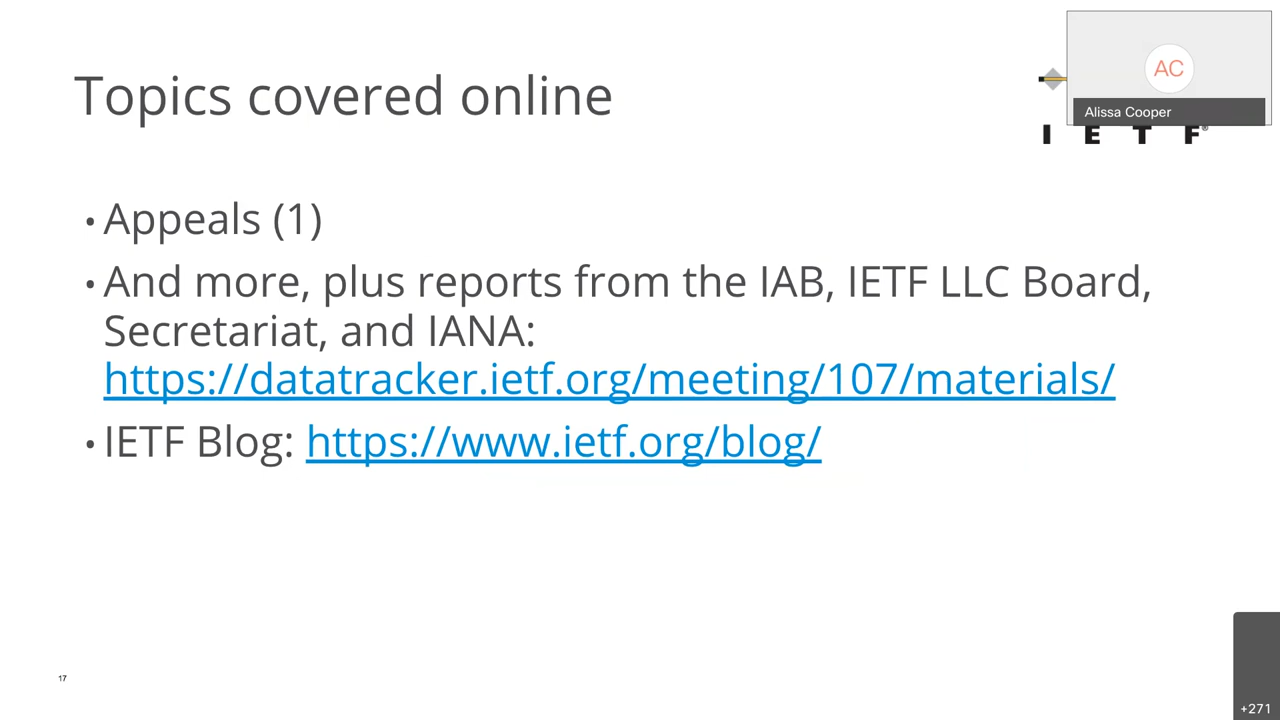 Topics covered online
AC
Alissa Cooper
I E T F®
• Appeals (1)
• And more, plus reports from the IAB, IETF LLC Board,
Secretariat, and IANA:
https://datatracker.ietf.org/meeting/107/materials/
• IETF Blog: https://www.ietf.org/blog/
17
+271